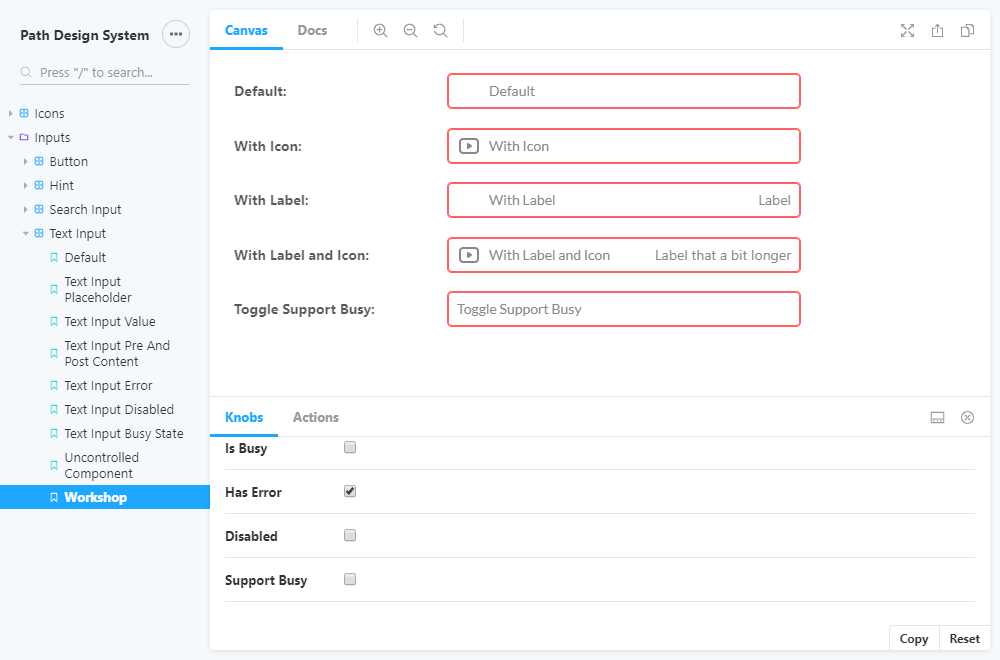 Path Design System
Press "/" to search...
Icons
Inputs
Button
Hint
Search Input
Text Input
Default
Text Input
Placeholder
Text Input Value
Text Input Pre And
Post Content
Text Input Error
Text Input Disabled
Text Input Busy State
Uncontrolled
Component
Workshop
Canvas Docs
Default: Default
With Icon: With Icon
With Label: With Label Label
With Label and Icon: With Label and Icon Label that a bit longer
Toggle Support Busy: Toggle Support Busy
Knobs Actions
Is Busy
Has Error
Disabled
Support Busy
Copy Reset